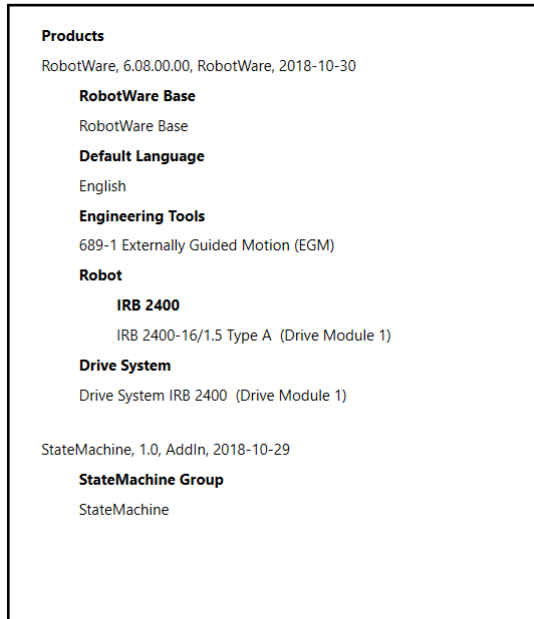 Products
RobotWare, 6.08.00.00, RobotWare, 2018-10-30
RobotWare Base
RobotWare Base
Default Language
English
Engineering Tools
689-1 Externally Guided Motion (EGM)
Robot
IRB 2400
IRB 2400-16/1.5 Type A (Drive Module 1)
Drive System
Drive System IRB 2400 (Drive Module 1)
StateMachine, 1.0, AddIn, 2018-10-29
StateMachine Group
StateMachine